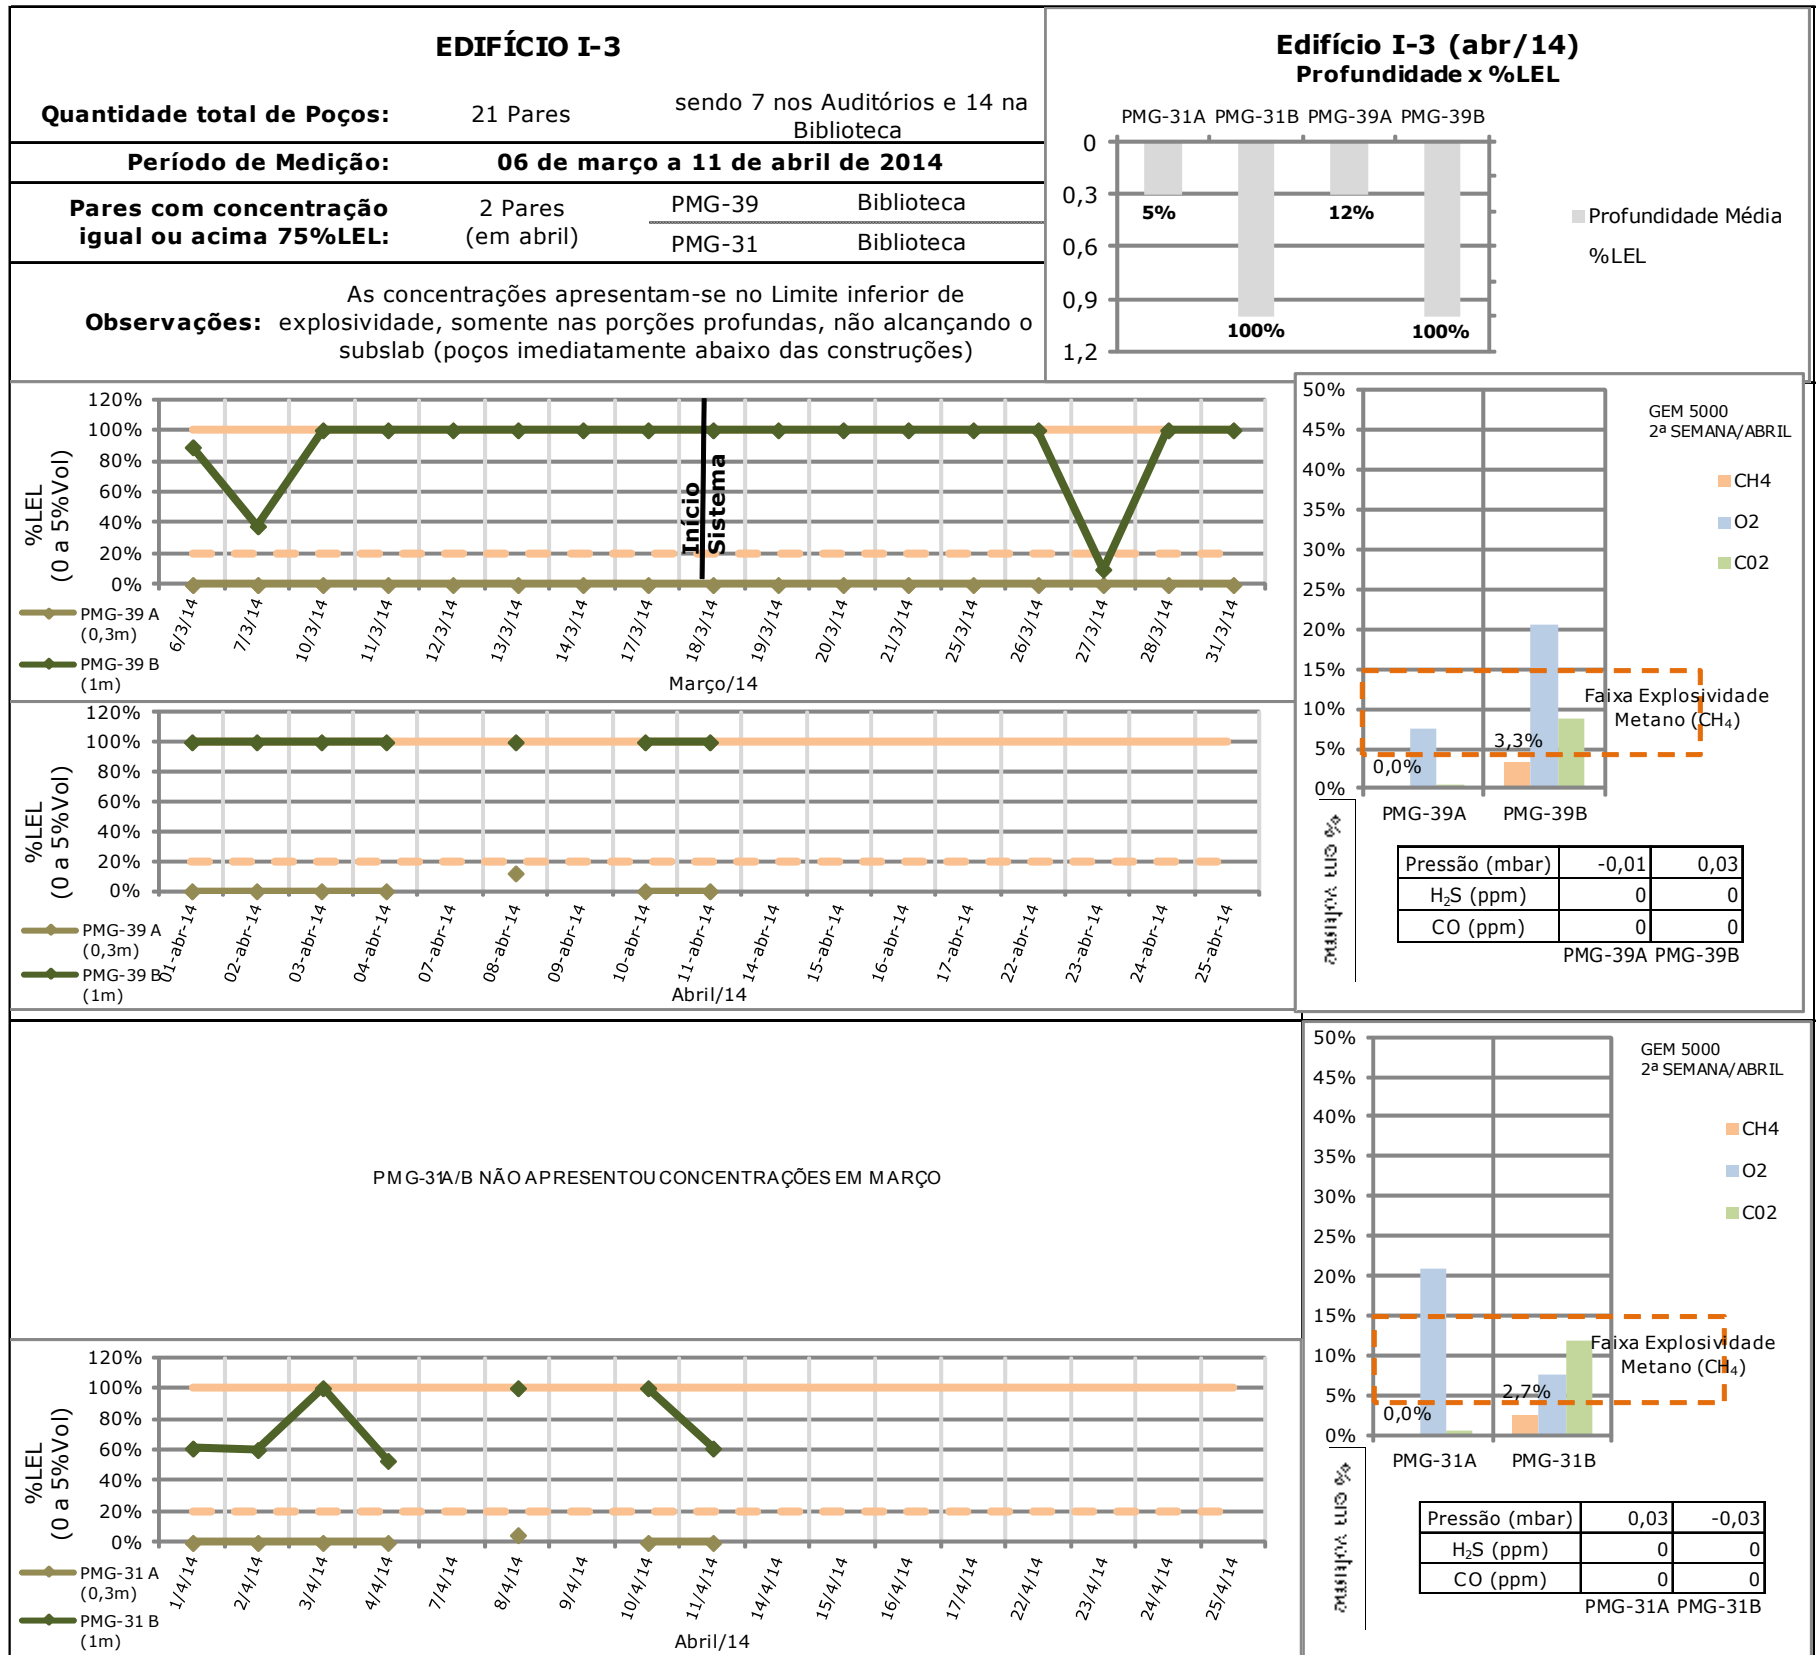 EDIFÍCIO I-3
Quantidade total de Poços: 21 Pares sendo 7 nos Auditórios e 14 na
Biblioteca
Período de Medição: 06 de março a 11 de abril de 2014
Pares com concentração
igual ou acima 75%LEL:
2 Pares
(em abril)
PMG-39 Biblioteca
PMG-31 Biblioteca
Observações:
As concentrações apresentam-se no Limite inferior de
explosividade, somente nas porções profundas, não alcançando o
subslab (poços imediatamente abaixo das construções)
Edifício I-3 (abr/14)
Profundidade x %LEL
PMG-31A PMG-31B PMG-39A PMG-39B
0
0,3
0,6
0,9
1,2
5%
100%
12%
100%
Profundidade Média
%LEL
120%
100%
80%
60%
40%
20%
0%
%LEL
(0 a 5%Vol)
Início
Sistema
6/3/14 7/3/14 10/3/14 11/3/14 12/3/14 13/3/14 14/3/14 17/3/14 18/3/14 19/3/14 20/3/14 21/3/14 25/3/14 26/3/14 27/3/14 28/3/14 31/3/14
PMG-39 A
(0,3m)
PMG-39 B
(1m)
Março/14
120%
100%
80%
60%
40%
20%
0%
%LEL
(0 a 5%Vol)
01-abr-14 02-abr-14 03-abr-14 04-abr-14 07-abr-14 08-abr-14 09-abr-14 10-abr-14 11-abr-14 14-abr-14 15-abr-14 16-abr-14 17-abr-14 22-abr-14 23-abr-14 24-abr-14 25-abr-14
PMG-39 A
(0,3m)
PMG-39 B
(1m)
Abril/14
50%
45%
40%
35%
30%
25%
20%
15%
10%
5%
0%
GEM 5000
2ª SEMANA/ABRIL
CH4
O2
C02
Faixa Explosividade
Metano (CH₄)
0,0%
3,3%
PMG-39A PMG-39B
Pressão (mbar) -0,01 0,03
H₂S (ppm) 0 0
CO (ppm) 0 0
PMG-39A PMG-39B
PMG-31A/B NÃO APRESENTOU CONCENTRAÇÕES EM MARÇO
120%
100%
80%
60%
40%
20%
0%
%LEL
(0 a 5%Vol)
1/4/14 2/4/14 3/4/14 4/4/14 7/4/14 8/4/14 9/4/14 10/4/14 11/4/14 14/4/14 15/4/14 16/4/14 17/4/14 22/4/14 23/4/14 24/4/14 25/4/14
PMG-31 A
(0,3m)
PMG-31 B
(1m)
Abril/14
50%
45%
40%
35%
30%
25%
20%
15%
10%
5%
0%
GEM 5000
2ª SEMANA/ABRIL
CH4
O2
C02
Faixa Explosividade
Metano (CH₄)
0,0%
2,7%
PMG-31A PMG-31B
Pressão (mbar) 0,03 -0,03
H₂S (ppm) 0 0
CO (ppm) 0 0
PMG-31A PMG-31B